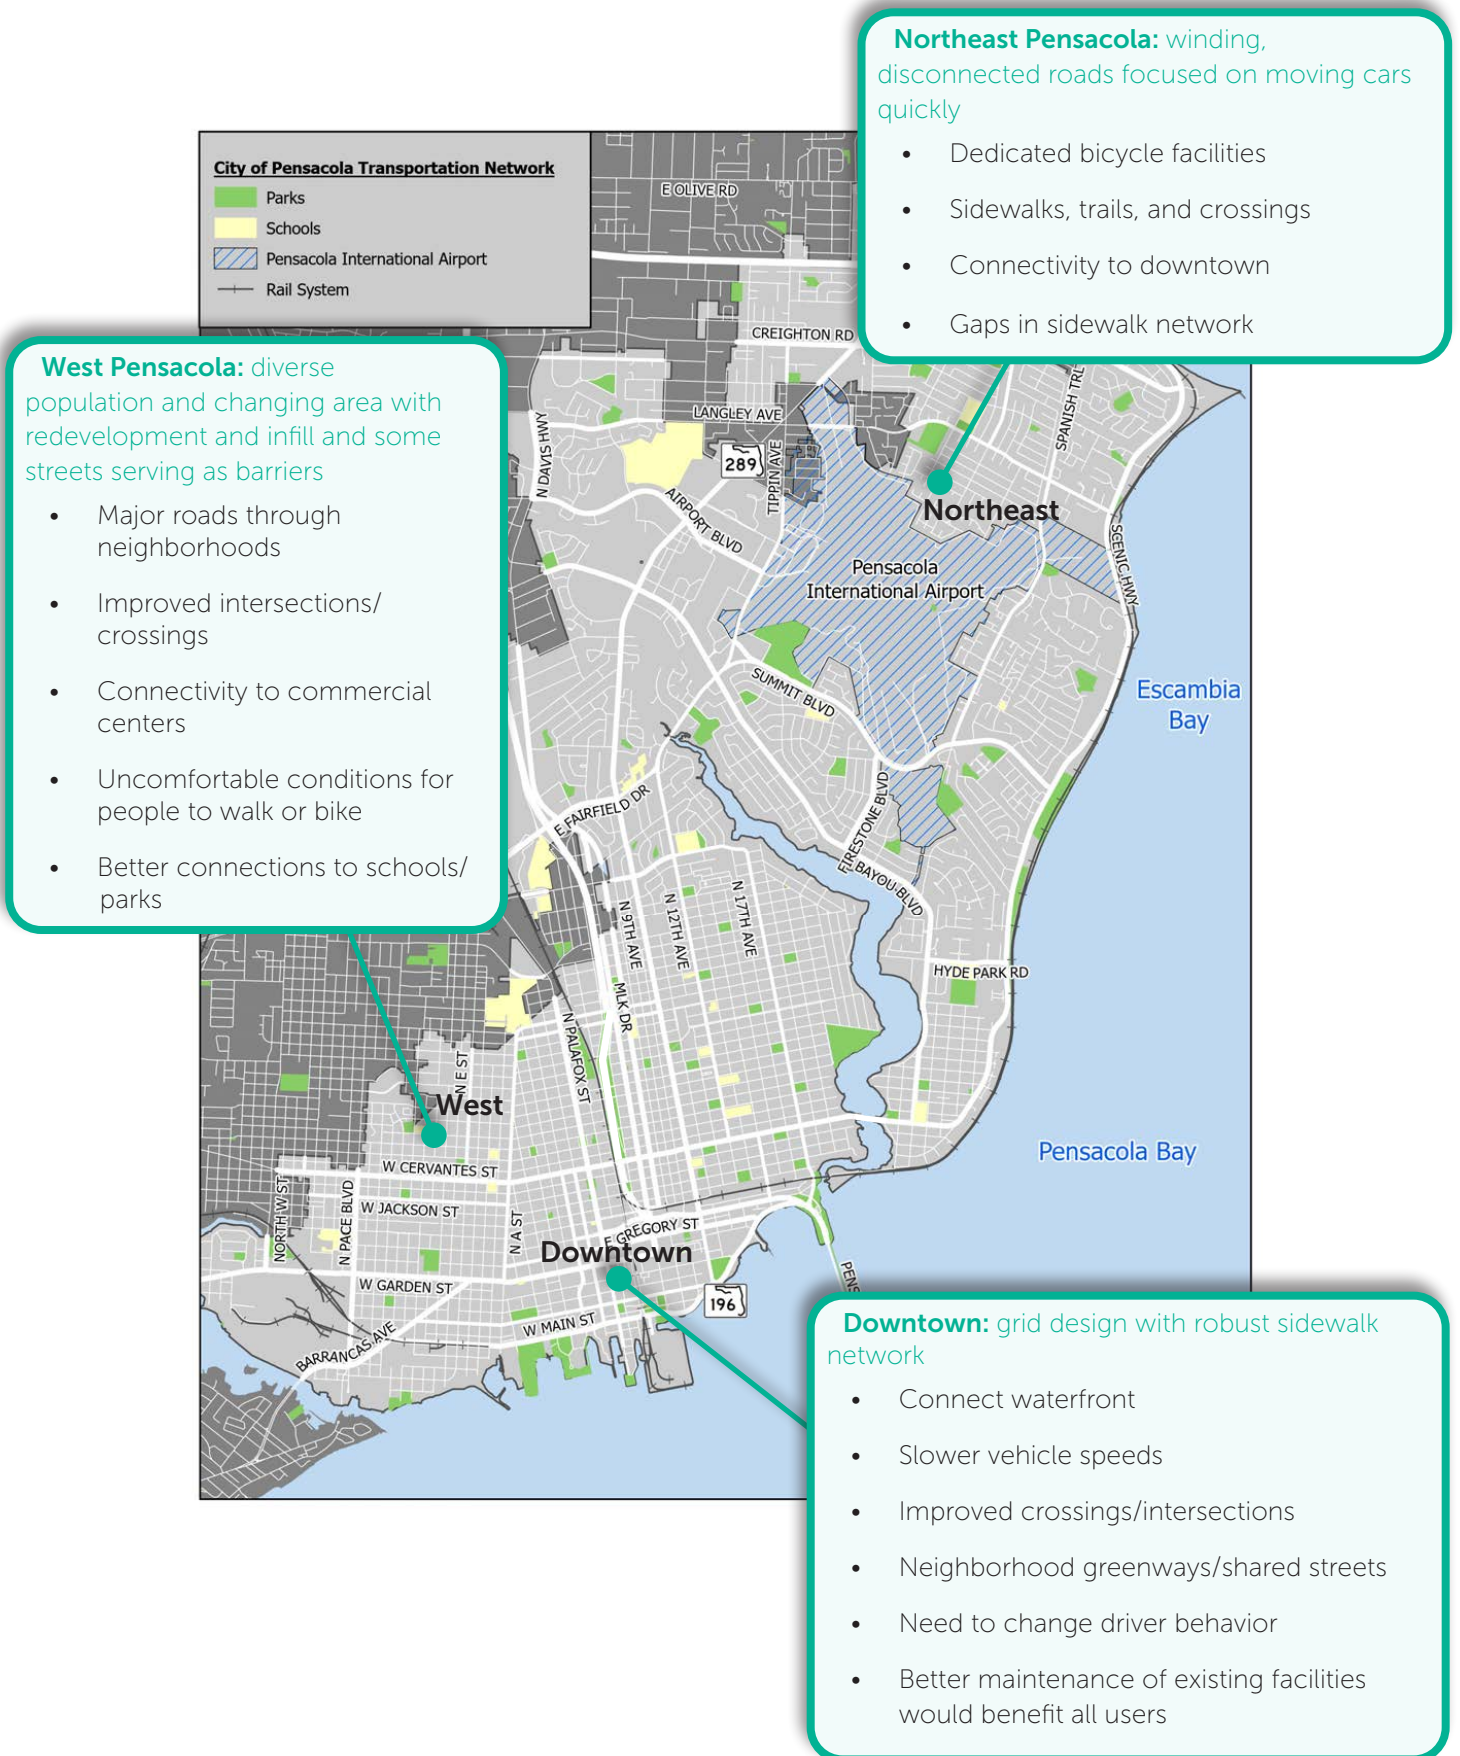 Northeast Pensacola: winding,
disconnected roads focused on moving cars
quickly
• Dedicated bicycle facilities
• Sidewalks, trails, and crossings
• Connectivity to downtown
• Gaps in sidewalk network
City of Pensacola Transportation Network
Parks
Schools
Pensacola International Airport
Rail System
West Pensacola: diverse
population and changing area with
redevelopment and infill and some
streets serving as barriers
• Major roads through
neighborhoods
• Improved intersections/
crossings
• Connectivity to commercial
centers
• Uncomfortable conditions for
people to walk or bike
• Better connections to schools/
parks
E OLIVE RD
CREIGHTON RD
LANGLEY AVE
N DAVIS HWY
289
TIPPIN AVE
AIRPORT BLVD
SPANISH TRL
SCENIC HWY
Northeast
Pensacola
International Airport
SUMMIT BLVD
Escambia
Bay
E FAIRFIELD DR
FIRESTONE BLVD
BAYOU BLVD
N 9TH AVE
N 12TH AVE
N 17TH AVE
HYDE PARK RD
MLK DR
N PALAFOX ST
N E ST
West
Pensacola Bay
W CERVANTES ST
NORTH W ST
N PACE BLVD
W JACKSON ST
N A ST
E GREGORY ST
Downtown
W GARDEN ST
196
W MAIN ST
BARRANCAS AVE
Downtown: grid design with robust sidewalk
network
• Connect waterfront
• Slower vehicle speeds
• Improved crossings/intersections
• Neighborhood greenways/shared streets
• Need to change driver behavior
• Better maintenance of existing facilities
would benefit all users